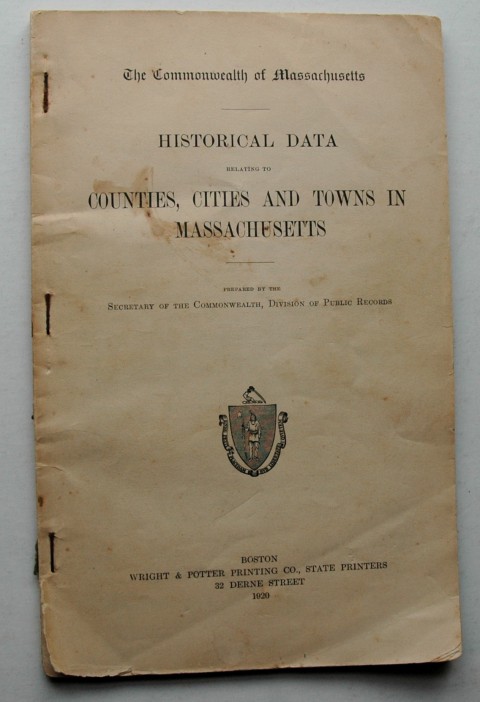 The Commonwealth of Massachusetts
HISTORICAL DATA
RELATING TO
COUNTIES, CITIES AND TOWNS IN
MASSACHUSETTS
PREPARED BY THE
SECRETARY OF THE COMMONWEALTH, DIVISION OF PUBLIC RECORDS
BOSTON
WRIGHT & POTTER PRINTING CO., STATE PRINTERS
32 DERNE STREET
1920